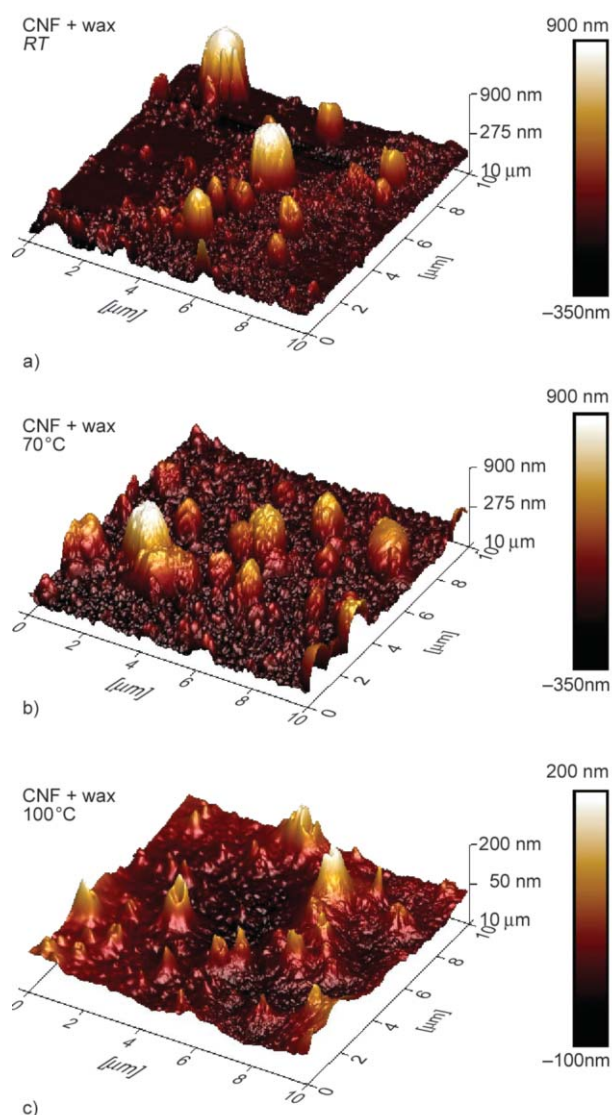 CNF + wax
RT
900 nm
900 nm
275 nm
10 μm
10
8
6
4
2
0
[μm]
0
2
4
6
8
10
[μm]
–350nm
a)
CNF + wax
70°C
900 nm
900 nm
275 nm
10 μm
10
8
6
4
2
0
[μm]
0
2
4
6
8
10
[μm]
–350nm
b)
CNF + wax
100°C
200 nm
200 nm
50 nm
10 μm
10
8
6
4
2
0
[μm]
0
2
4
6
8
10
[μm]
–100nm
c)